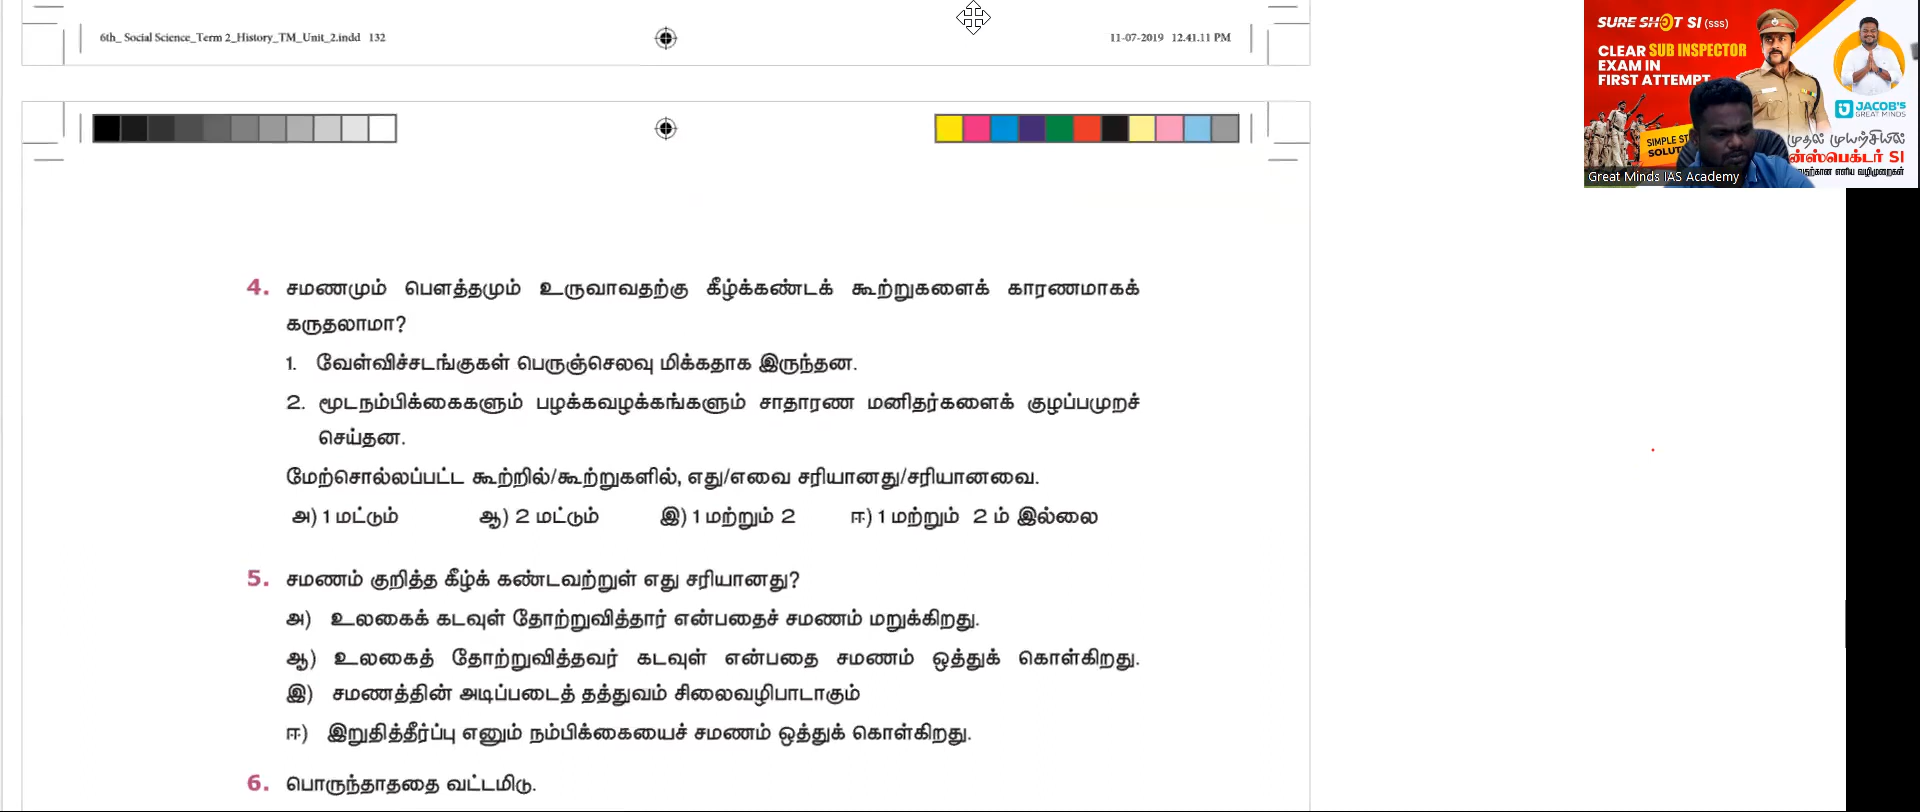 6th_ Social Science_Term 2_History_TM_Unit_2.indd 132
11-07-2019 12.41.11 PM
SURE SHOT SI (SSS)
CLEAR SUB INSPECTOR
EXAM IN
FIRST ATTEMPT
JACOB'S
GREAT MINDS
SIMPLE
முதல் முயற்சியில்
ன்ஸ்பெக்டர் SI
எளிய வழிமுறைகள்
Great Minds IAS Academy
4. சமணமும் பௌத்தமும் உருவாவதற்கு கீழ்க்கண்டக் கூற்றுகளைக் காரணமாகக்
கருதலாமா?
1. வேள்விச்சடங்குகள் பெருஞ்செலவு மிக்கதாக இருந்தன.
2. மூடநம்பிக்கைகளும் பழக்கவழக்கங்களும் சாதாரண மனிதர்களைக் குழப்பமுறச்
செய்தன.
மேற்சொல்லப்பட்ட கூற்றில்/கூற்றுகளில், எது/எவை சரியானது/சரியானவை.
அ) 1 மட்டும் ஆ) 2 மட்டும் இ) 1 மற்றும் 2 ஈ) 1 மற்றும் 2 ம் இல்லை
5. சமணம் குறித்த கீழ்க் கண்டவற்றுள் எது சரியானது?
அ) உலகைக் கடவுள் தோற்றுவித்தார் என்பதைச் சமணம் மறுக்கிறது.
ஆ) உலகைத் தோற்றுவித்தவர் கடவுள் என்பதை சமணம் ஒத்துக் கொள்கிறது.
இ) சமணத்தின் அடிப்படைத் தத்துவம் சிலைவழிபாடாகும்
ஈ) இறுதித்தீர்ப்பு எனும் நம்பிக்கையைச் சமணம் ஒத்துக் கொள்கிறது.
6. பொருந்தாததை வட்டமிடு.